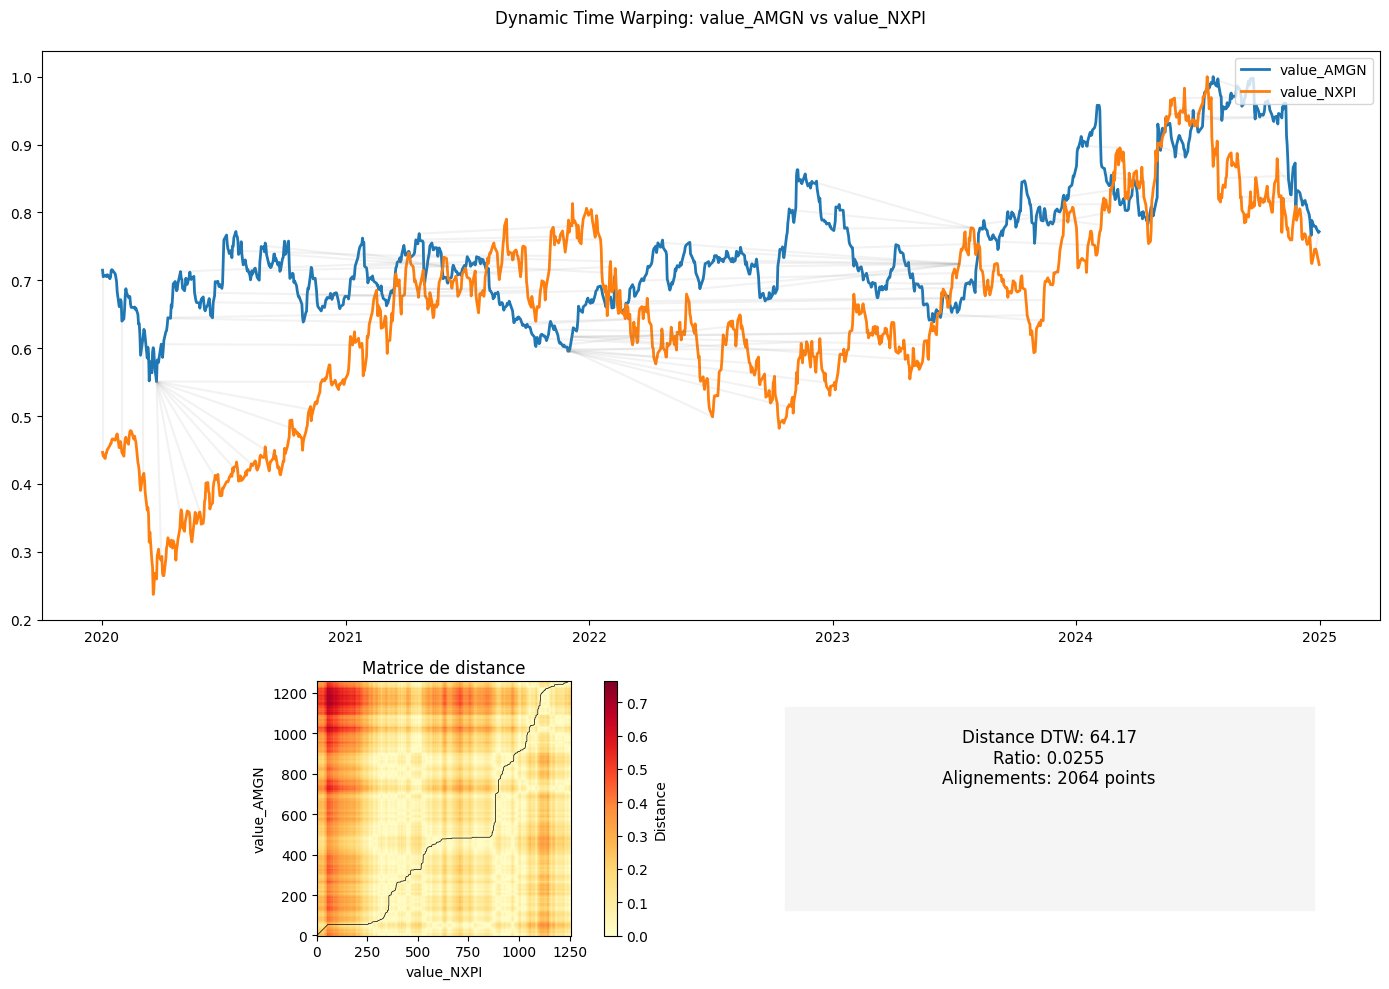 Dynamic Time Warping: value_AMGN vs value_NXPI
value_AMGN
value_NXPI
1.0
0.9
0.8
0.7
0.6
0.5
0.4
0.3
0.2
2020 2021 2022 2023 2024 2025
Matrice de distance
1200
1000
800
600
400
200
0
value_AMGN
0 250 500 750 1000 1250
value_NXPI
0.7
0.6
0.5
0.4
0.3
0.2
0.1
0.0
Distance
Distance DTW: 64.17
Ratio: 0.0255
Alignements: 2064 points